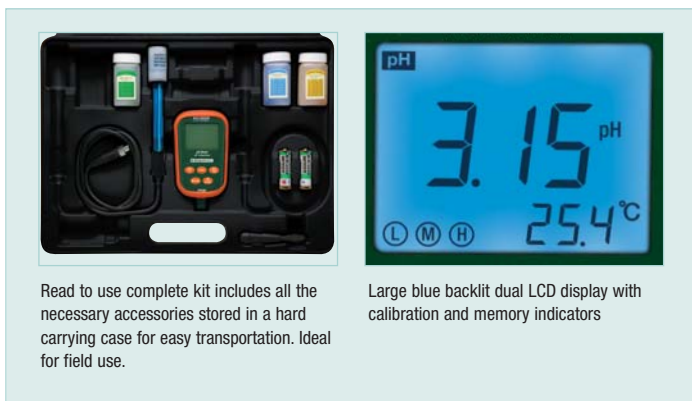 pH
3.15 pH
25.4 °C
L M H
Read to use complete kit includes all the
necessary accessories stored in a hard
carrying case for easy transportation. Ideal
for field use.
Large blue backlit dual LCD display with
calibration and memory indicators